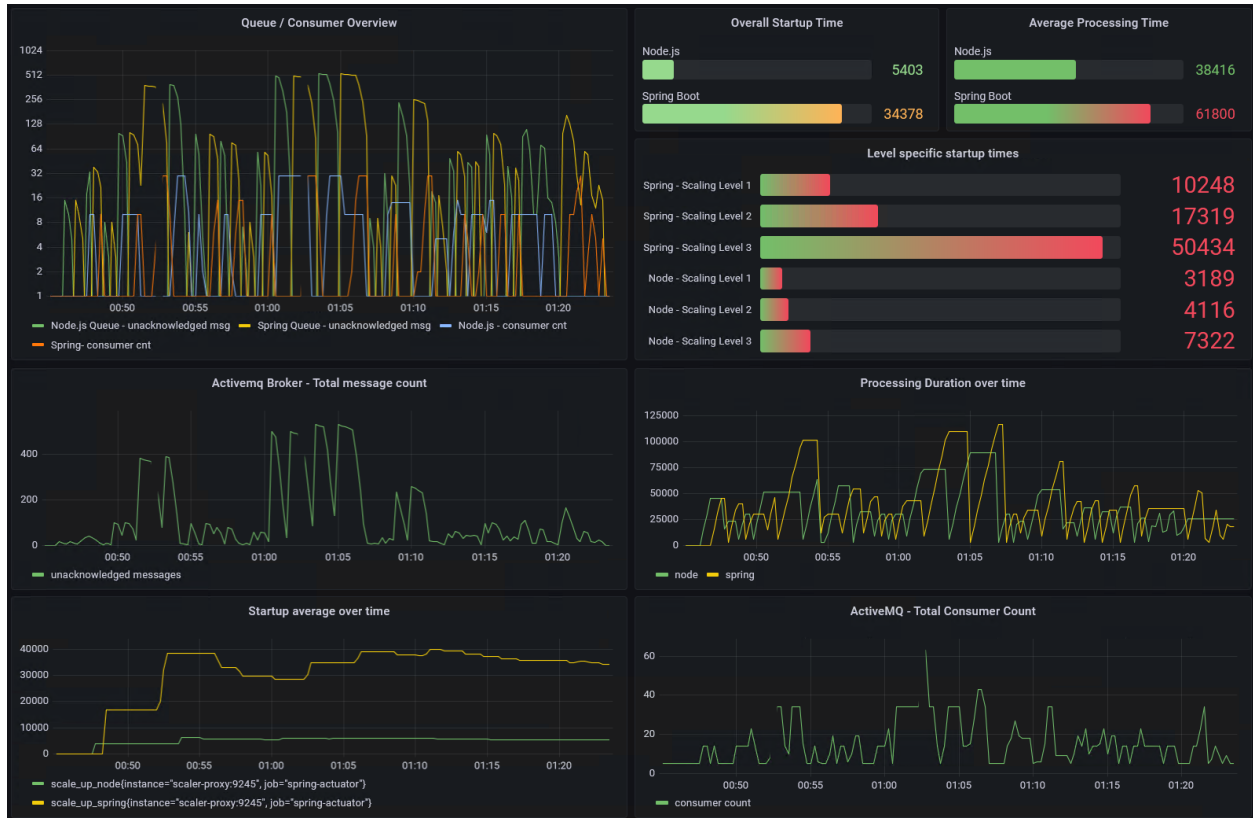 Queue / Consumer Overview
1024
512
256
128
64
32
16
8
4
2
1
00:50 00:55 01:00 01:05 01:10 01:15 01:20
Node.js Queue - unacknowledged msg Spring Queue - unacknowledged msg Node.js - consumer cnt
Spring- consumer cnt
Overall Startup Time
Node.js
5403
Spring Boot
34378
Average Processing Time
Node.js
38416
Spring Boot
61800
Level specific startup times
Spring - Scaling Level 1 10248
Spring - Scaling Level 2 17319
Spring - Scaling Level 3 50434
Node - Scaling Level 1 3189
Node - Scaling Level 2 4116
Node - Scaling Level 3 7322
Activemq Broker - Total message count
400
200
0
00:50 00:55 01:00 01:05 01:10 01:15 01:20
unacknowledged messages
Processing Duration over time
125000
100000
75000
50000
25000
0
00:50 00:55 01:00 01:05 01:10 01:15 01:20
node spring
Startup average over time
40000
30000
20000
10000
0
00:50 00:55 01:00 01:05 01:10 01:15 01:20
scale_up_node{instance="scaler-proxy:9245", job="spring-actuator"}
scale_up_spring{instance="scaler-proxy:9245", job="spring-actuator"}
ActiveMQ - Total Consumer Count
60
40
20
0
00:50 00:55 01:00 01:05 01:10 01:15 01:20
consumer count